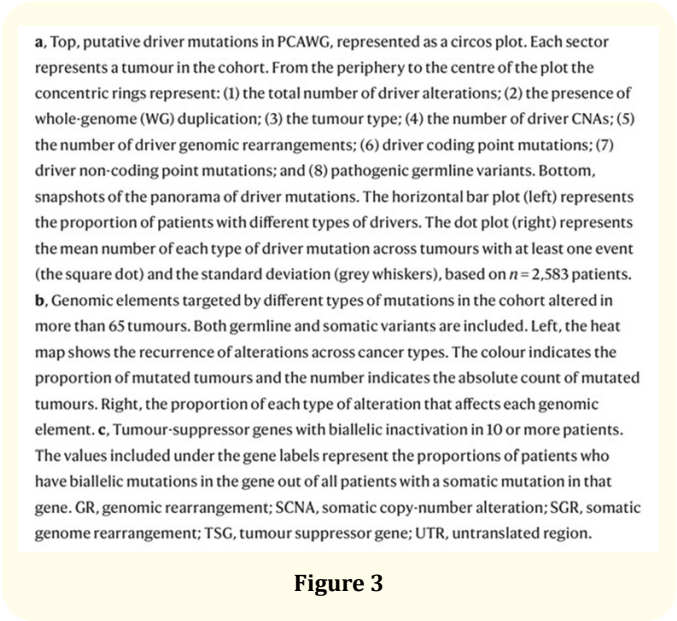 a, Top, putative driver mutations in PCAWG, represented as a circos plot. Each sector
represents a tumour in the cohort. From the periphery to the centre of the plot the
concentric rings represent: (1) the total number of driver alterations; (2) the presence of
whole-genome (WG) duplication; (3) the tumour type; (4) the number of driver CNAs; (5)
the number of driver genomic rearrangements; (6) driver coding point mutations; (7)
driver non-coding point mutations; and (8) pathogenic germline variants. Bottom,
snapshots of the panorama of driver mutations. The horizontal bar plot (left) represents
the proportion of patients with different types of drivers. The dot plot (right) represents
the mean number of each type of driver mutation across tumours with at least one event
(the square dot) and the standard deviation (grey whiskers), based on n = 2,583 patients.
b, Genomic elements targeted by different types of mutations in the cohort altered in
more than 65 tumours. Both germline and somatic variants are included. Left, the heat
map shows the recurrence of alterations across cancer types. The colour indicates the
proportion of mutated tumours and the number indicates the absolute count of mutated
tumours. Right, the proportion of each type of alteration that affects each genomic
element. c, Tumour-suppressor genes with biallelic inactivation in 10 or more patients.
The values included under the gene labels represent the proportions of patients who
have biallelic mutations in the gene out of all patients with a somatic mutation in that
gene. GR, genomic rearrangement; SCNA, somatic copy-number alteration; SGR, somatic
genome rearrangement; TSG, tumour suppressor gene; UTR, untranslated region.
Figure 3